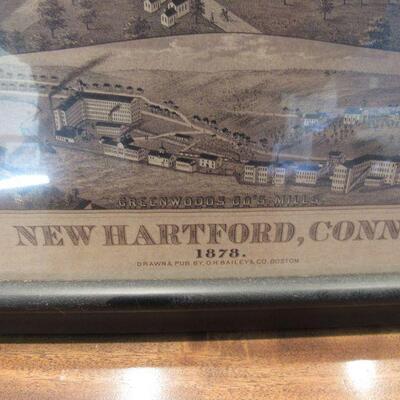 GREENWOODS CO'S. MILLS.
NEW HARTFORD, CONN
1878.
DRAWN & PUB. BY. O.H. BAILEY & CO. BOSTON